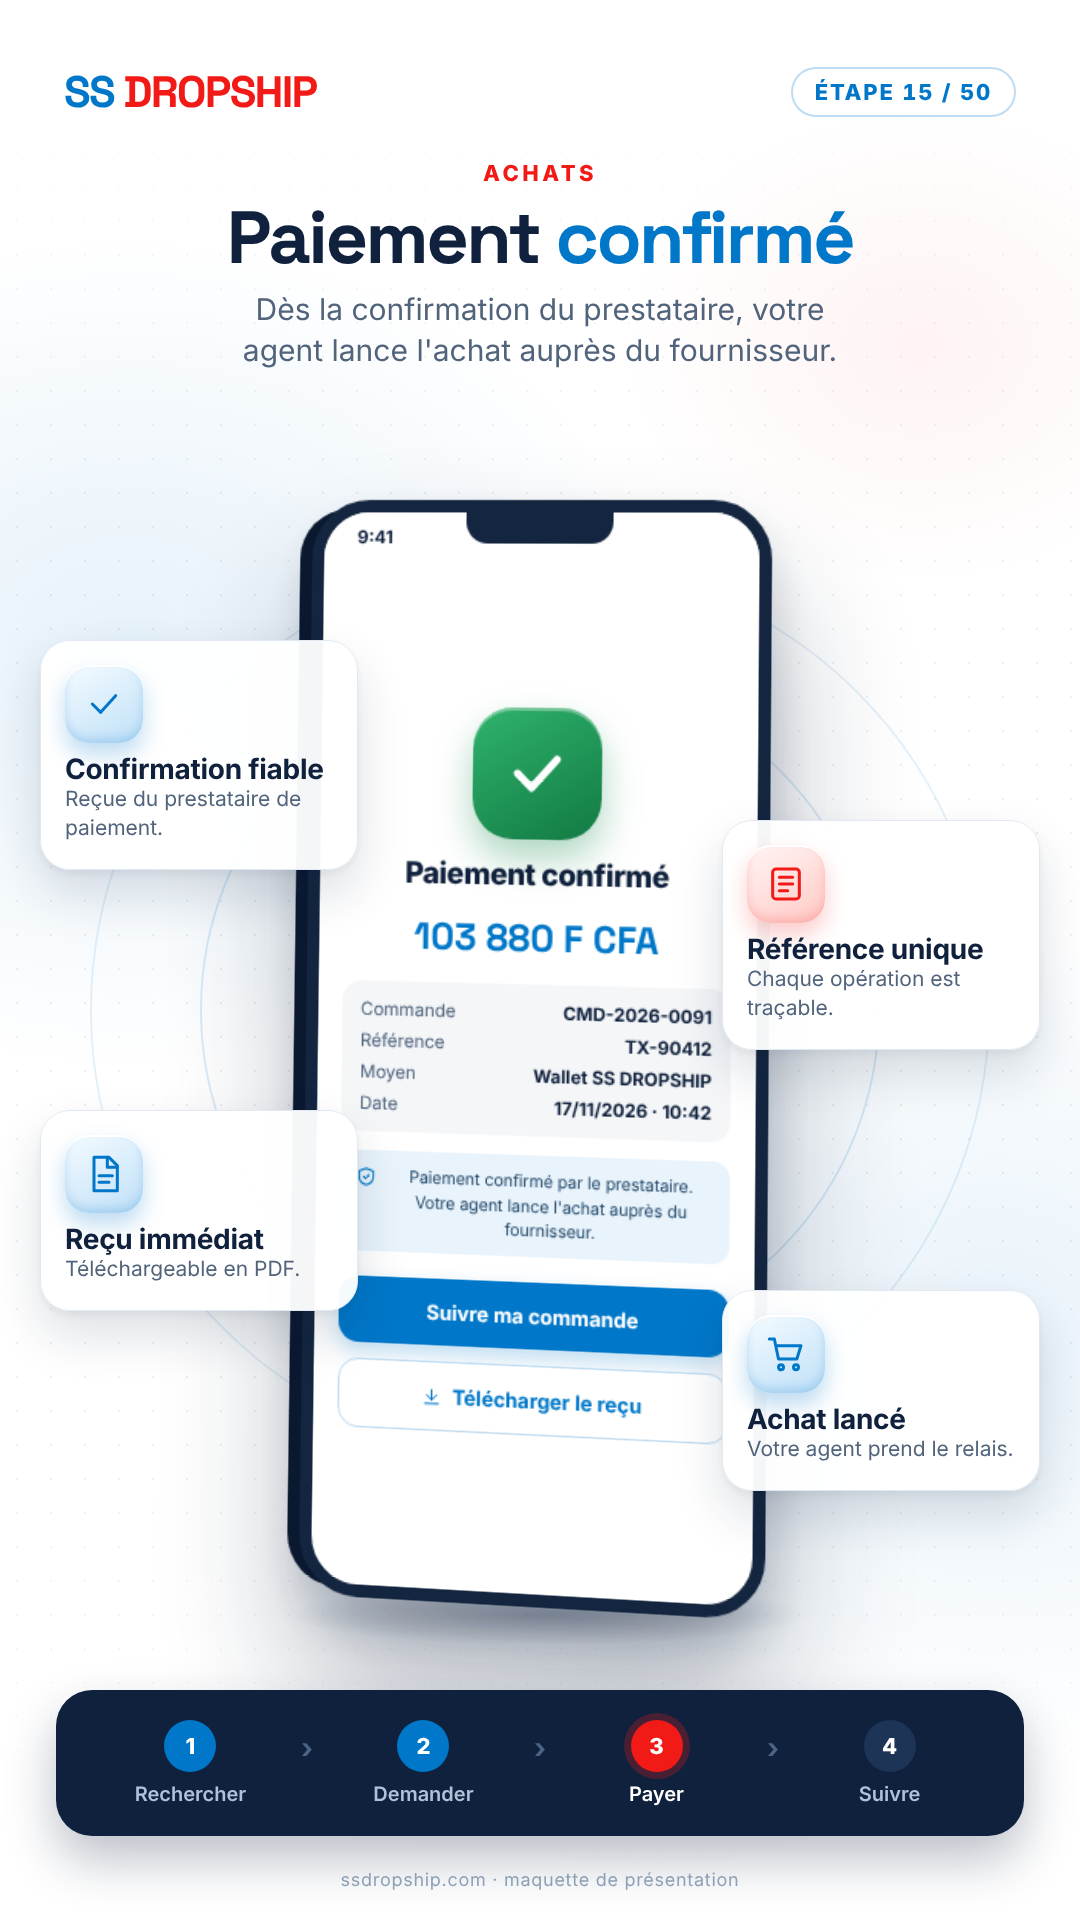 SS DROPSHIP
ÉTAPE 15 / 50
ACHATS
Paiement confirmé
Dès la confirmation du prestataire, votre
agent lance l'achat auprès du fournisseur.
9:41
Confirmation fiable
Reçue du prestataire de
paiement.
Paiement confirmé
103 880 F CFA
Commande CMD-2026-0091
Référence TX-90412
Moyen Wallet SS DROPSHIP
Date 17/11/2026 · 10:42
Référence unique
Chaque opération est
traçable.
Paiement confirmé par le prestataire.
Votre agent lance l'achat auprès du
fournisseur.
Reçu immédiat
Téléchargeable en PDF.
Suivre ma commande
Télécharger le reçu
Achat lancé
Votre agent prend le relais.
1 › 2 › 3 › 4
Rechercher Demander Payer Suivre
ssdropship.com · maquette de présentation